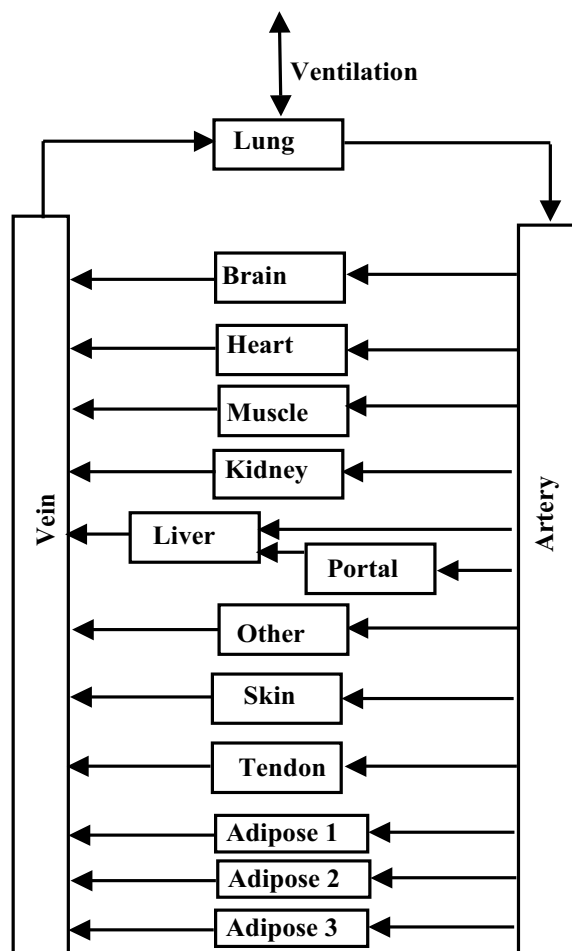 Ventilation
Lung
Brain
Heart
Muscle
Kidney
Vein
Artery
Liver
Portal
Other
Skin
Tendon
Adipose 1
Adipose 2
Adipose 3